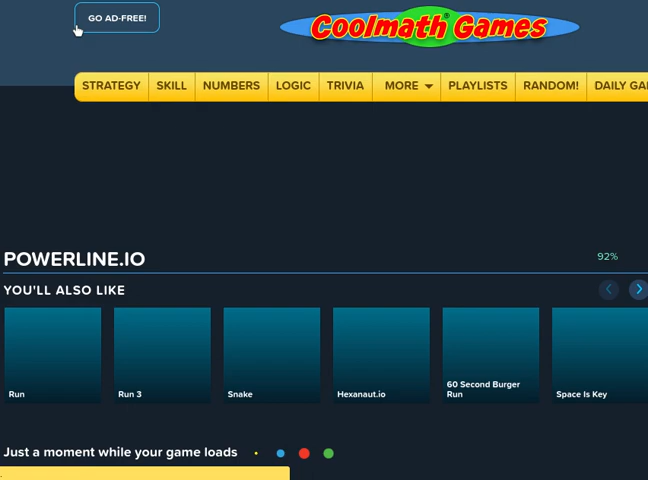 GO AD-FREE!
Coolmath Games
STRATEGY SKILL NUMBERS LOGIC TRIVIA MORE PLAYLISTS RANDOM! DAILY GA
POWERLINE.IO 92%
YOU'LL ALSO LIKE
Run Run 3 Snake Hexanaut.io 60 Second Burger Run Space Is Key
Just a moment while your game loads